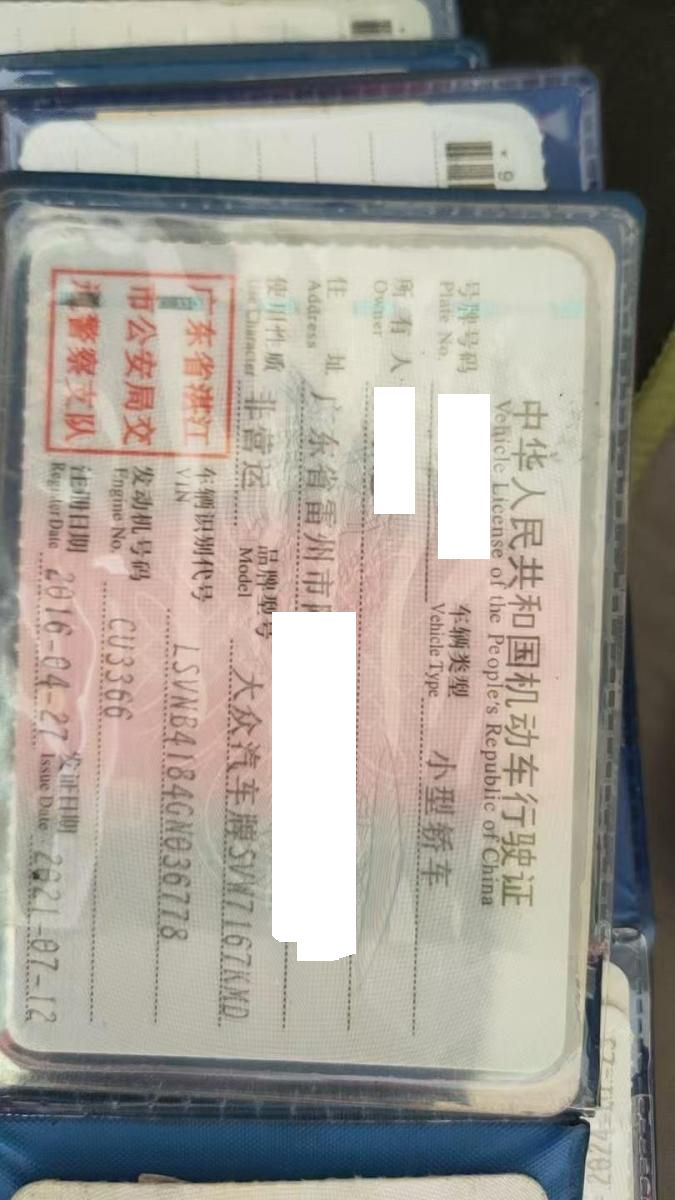 中华人民共和国机动车行驶证
Vehicle License of the People's Republic of China
号牌号码
Plate No.
车辆类型 小型轿车
Vehicle Type
所有人
Owner
住址 广东省雷州市
Address
使用性质 非营运
Use Character
品牌型号 大众汽车牌SVW7167KMD
Model
车辆识别代号 LSVNB4184GN036778
VIN
发动机号码 CU3366
Engine No.
注册日期 2016-04-27
Register Date
发证日期 2021-07-12
Issue Date
广东省湛江
市公安局交
警察支队
* 9